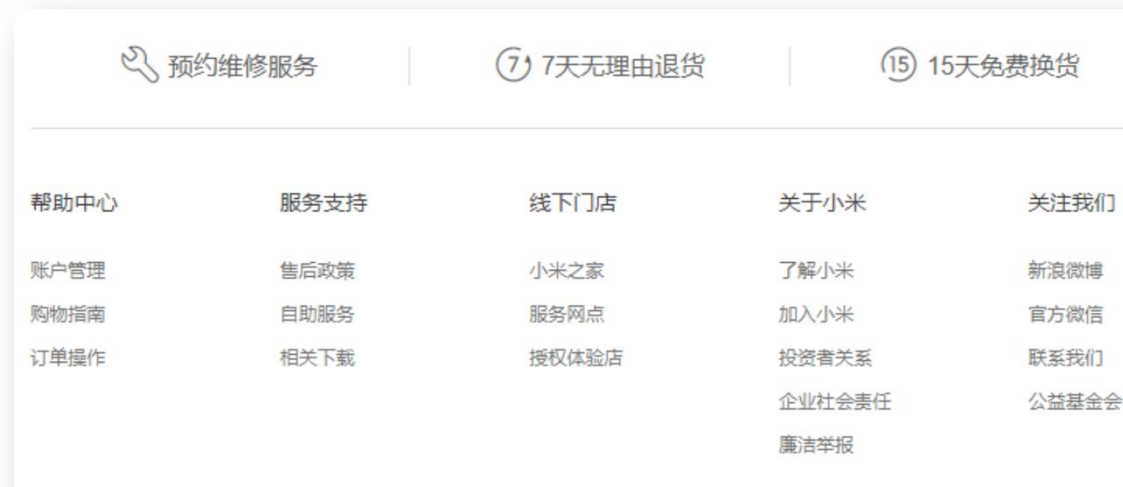 预约维修服务
7 7天无理由退货
15 15天免费换货
帮助中心 服务支持 线下门店 关于小米 关注我们
账户管理 售后政策 小米之家 了解小米 新浪微博
购物指南 自助服务 服务网点 加入小米 官方微信
订单操作 相关下载 授权体验店 投资者关系 联系我们
企业社会责任 公益基金会
廉洁举报